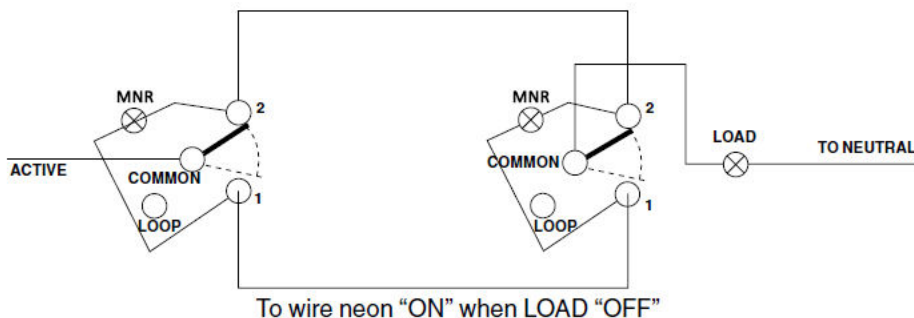 MNR
2
ACTIVE
COMMON
LOOP
1
MNR
2
COMMON
LOOP
1
LOAD
TO NEUTRAL
To wire neon “ON” when LOAD “OFF”